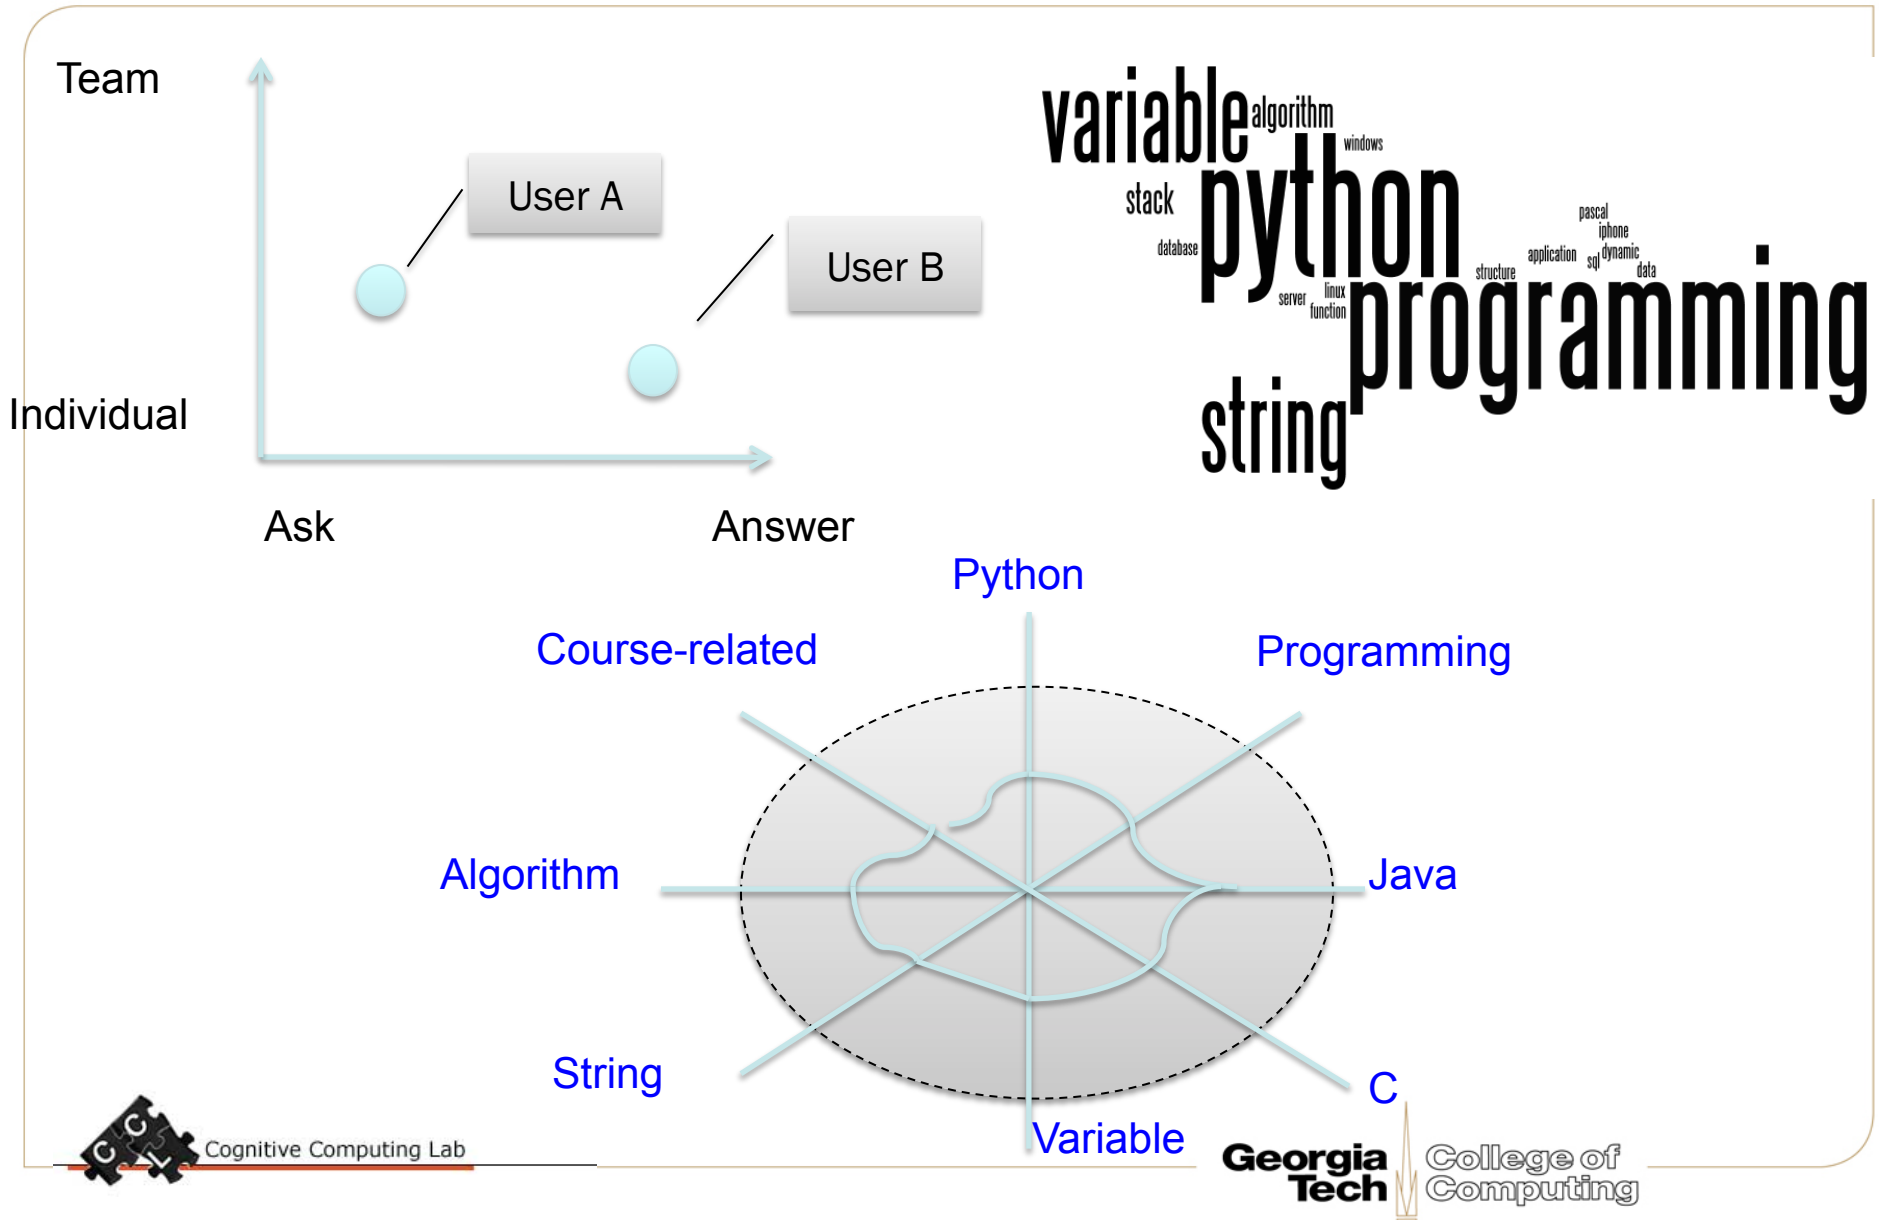 Team
User A
User B
Individual
Ask
Answer
variable
algorithm
windows
python
stack
database
pascal
iphone
application
sql
dynamic
structure
data
server
linux
function
programming
string
Python
Course-related
Programming
Algorithm
Java
String
C
Variable
C
C
L
Cognitive Computing Lab
Georgia
Tech
College of
Computing